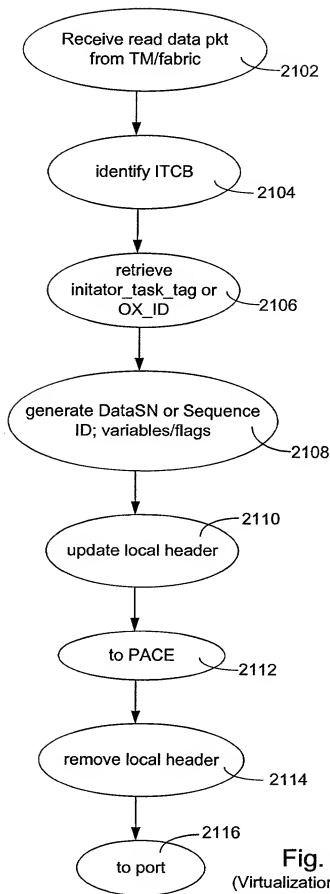 Receive read data pkt
from TM/fabric
2102
identify ITCB
2104
retrieve
initator_task_tag or
OX_ID
2106
generate DataSN or Sequence
ID; variables/flags
2108
2110
update local header
to PACE
2112
remove local header
2114
2116
to port
Fig.
(Virtualization